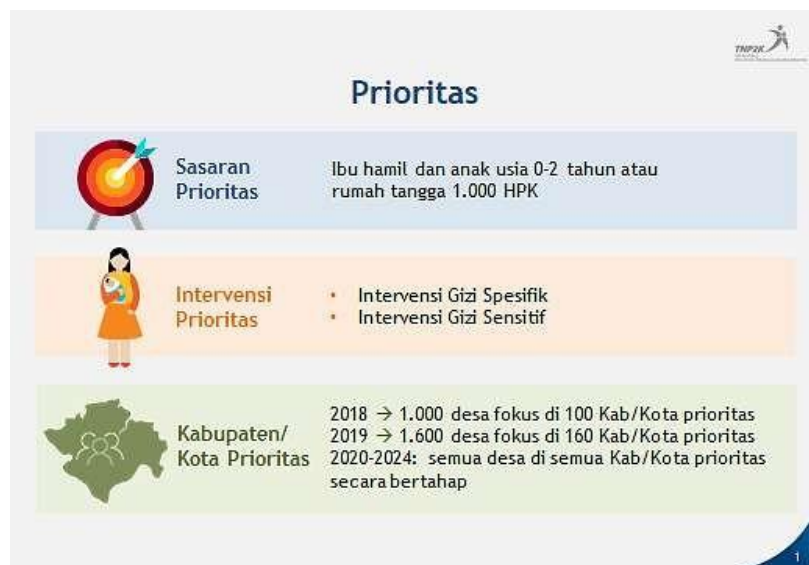 TNP2K
Prioritas
Sasaran
Prioritas
Ibu hamil dan anak usia 0-2 tahun atau
rumah tangga 1.000 HPK
Intervensi
Prioritas
• Intervensi Gizi Spesifik
• Intervensi Gizi Sensitif
Kabupaten/
Kota Prioritas
2018 → 1.000 desa fokus di 100 Kab/Kota prioritas
2019 → 1.600 desa fokus di 160 Kab/Kota prioritas
2020-2024: semua desa di semua Kab/Kota prioritas
secara bertahap
1